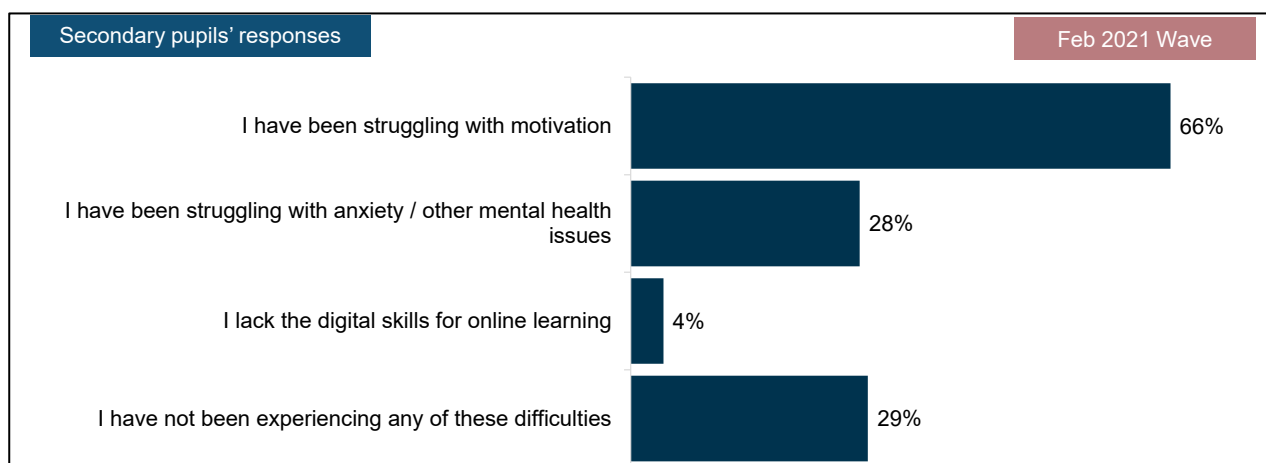 Secondary pupils’ responses
Feb 2021 Wave
I have been struggling with motivation
66%
I have been struggling with anxiety / other mental health
issues
28%
I lack the digital skills for online learning
4%
I have not been experiencing any of these difficulties
29%